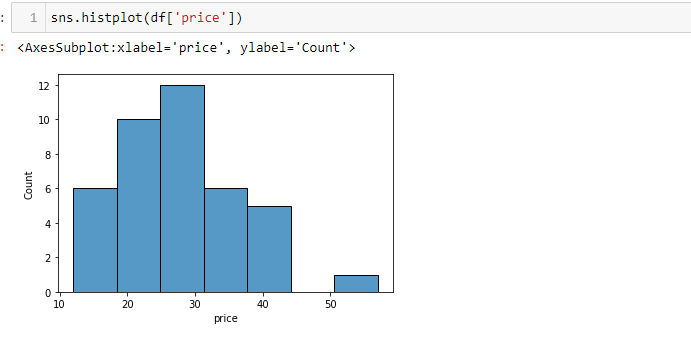 :
1 sns.histplot(df['price'])
: <AxesSubplot:xlabel='price', ylabel='Count'>
12
10
8
6
4
2
0
Count
10 20 30 40 50
price